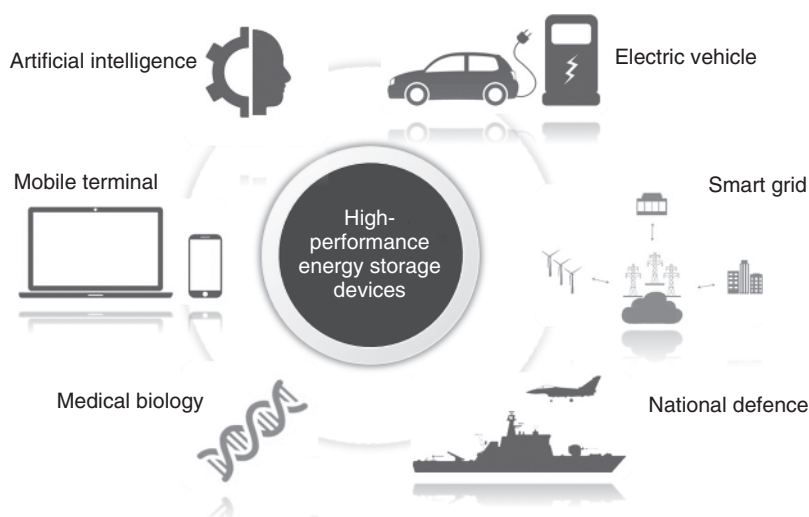 Artificial intelligence
Electric vehicle
Mobile terminal
Smart grid
High-
performance
energy storage
devices
Medical biology
National defence